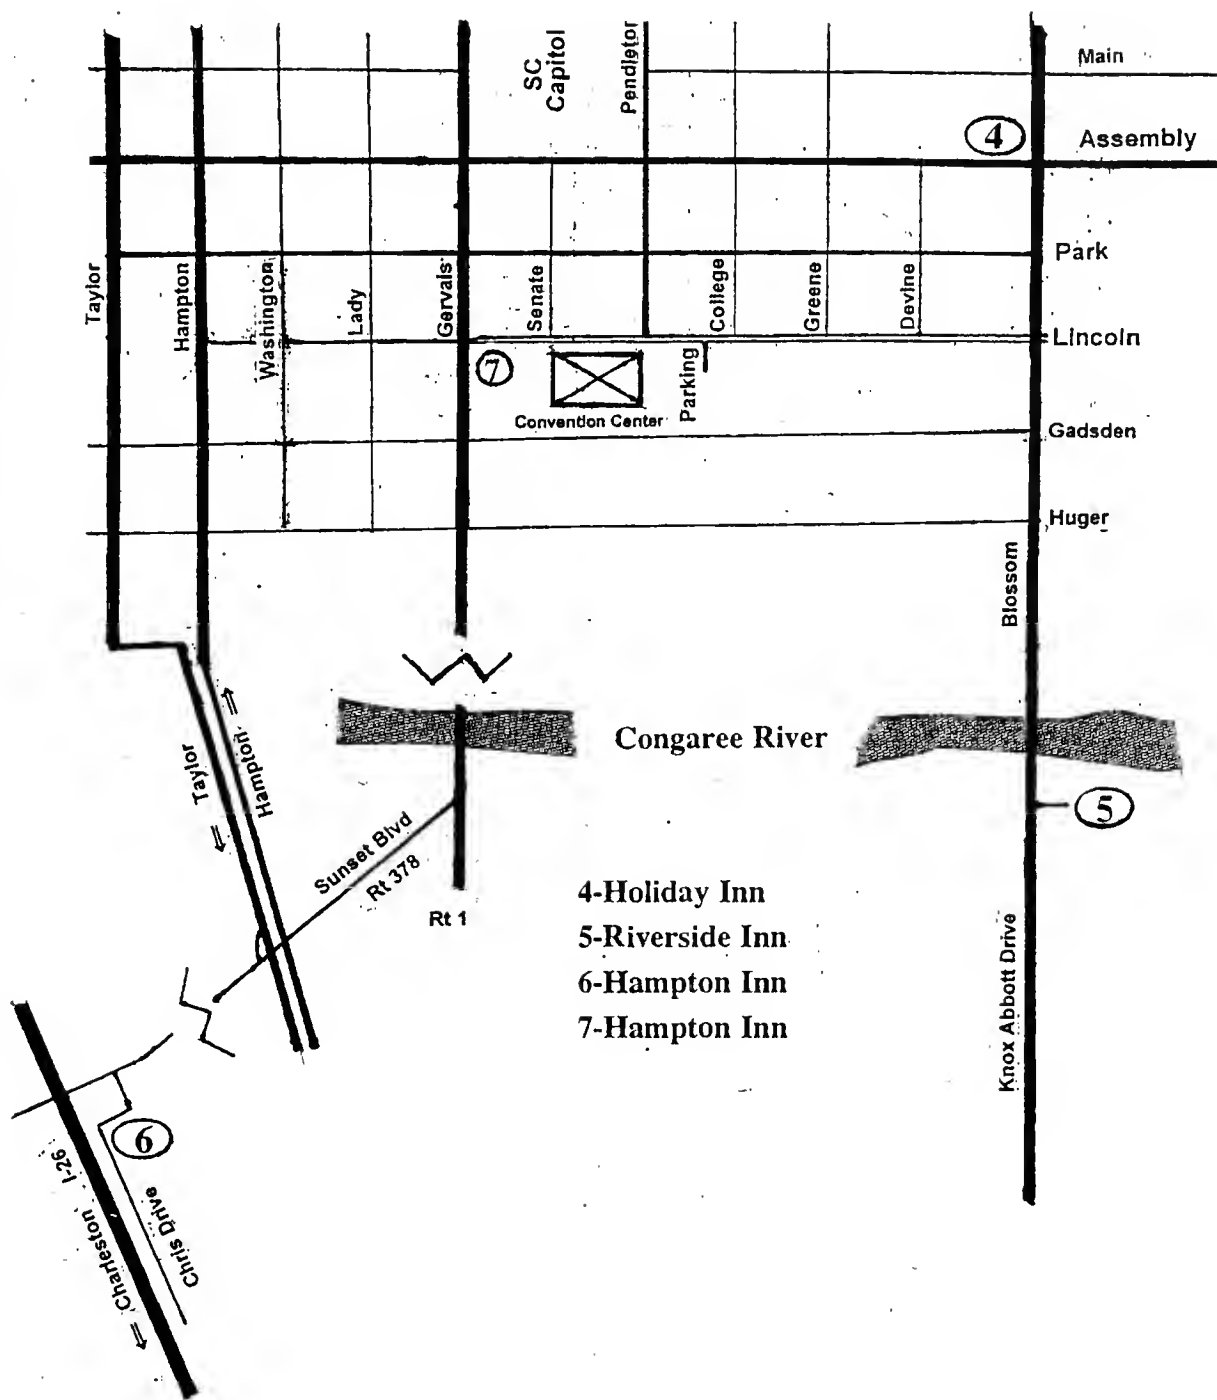 SC
Capitol
Pendletor
Main
4
Assembly
Park
Taylor
Hampton
Washington
Lady
Gervais
Senate
College
Greene
Devine
Lincoln
7
Parking
Convention Center
Gadsden
Huger
Blossom
Taylor
Hampton
Congaree River
5
Sunset Blvd
Rt 378
Rt 1
4-Holiday Inn
5-Riverside Inn
6-Hampton Inn
7-Hampton Inn
Knox Abbott Drive
6
I-26
Charleston
Chris Drive